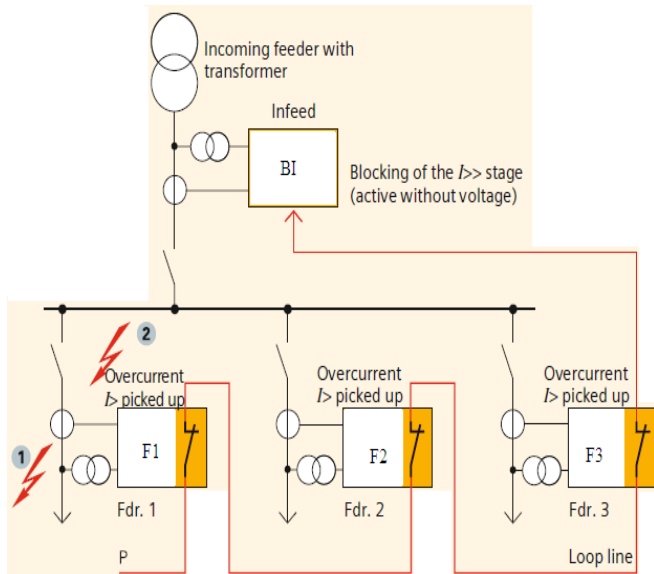 Incoming feeder with
transformer
Infeed
BI
Blocking of the I>> stage
(active without voltage)
2
Overcurrent
I> picked up
Overcurrent
I> picked up
Overcurrent
I> picked up
1
F1
F2
F3
Fdr. 1
Fdr. 2
Fdr. 3
P
Loop line